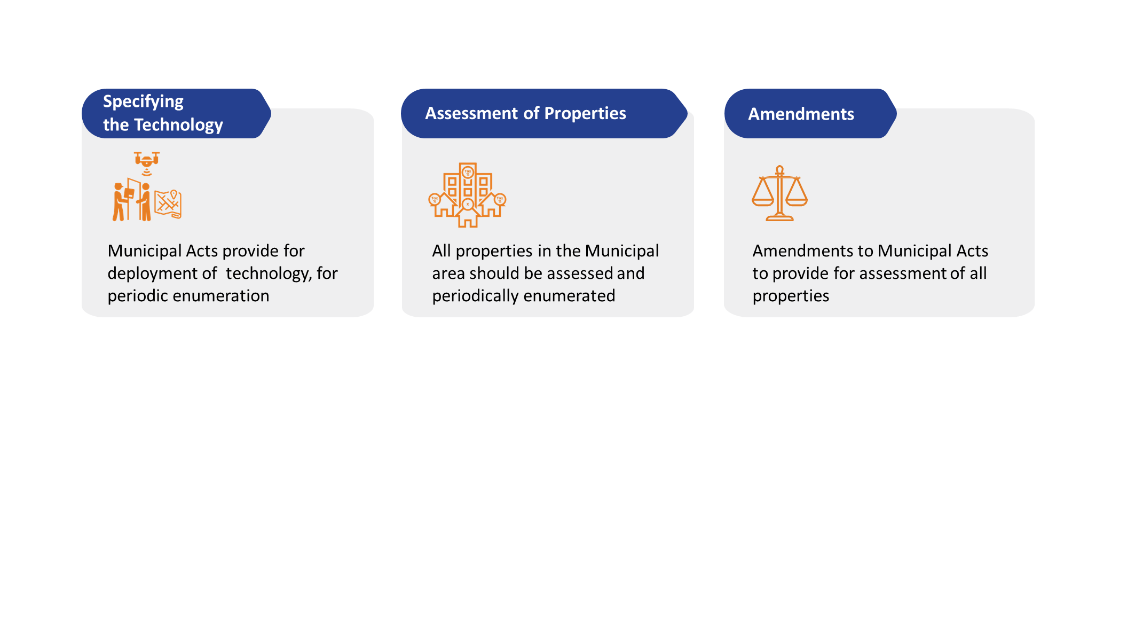 Specifying
the Technology
Municipal Acts provide for
deployment of technology, for
periodic enumeration
Assessment of Properties
All properties in the Municipal
area should be assessed and
periodically enumerated
Amendments
Amendments to Municipal Acts
to provide for assessment of all
properties